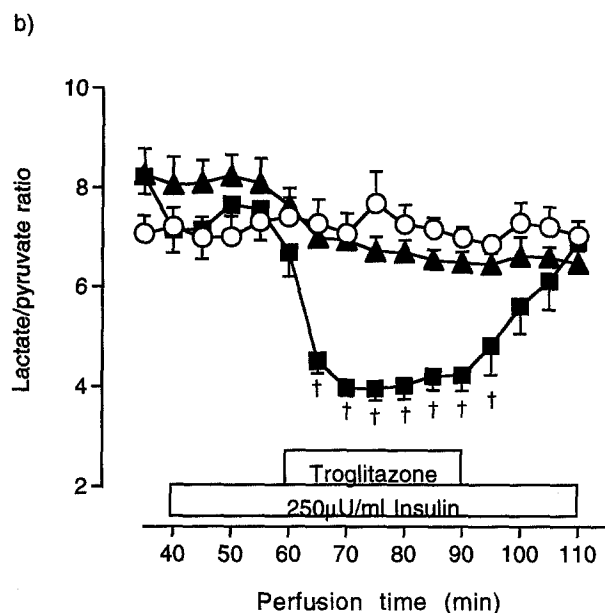 b)
10
8
6
4
2
Lactate/pyruvate ratio
† † † † † † †
Troglitazone
250µU/ml Insulin
40 50 60 70 80 90 100 110
Perfusion time (min)